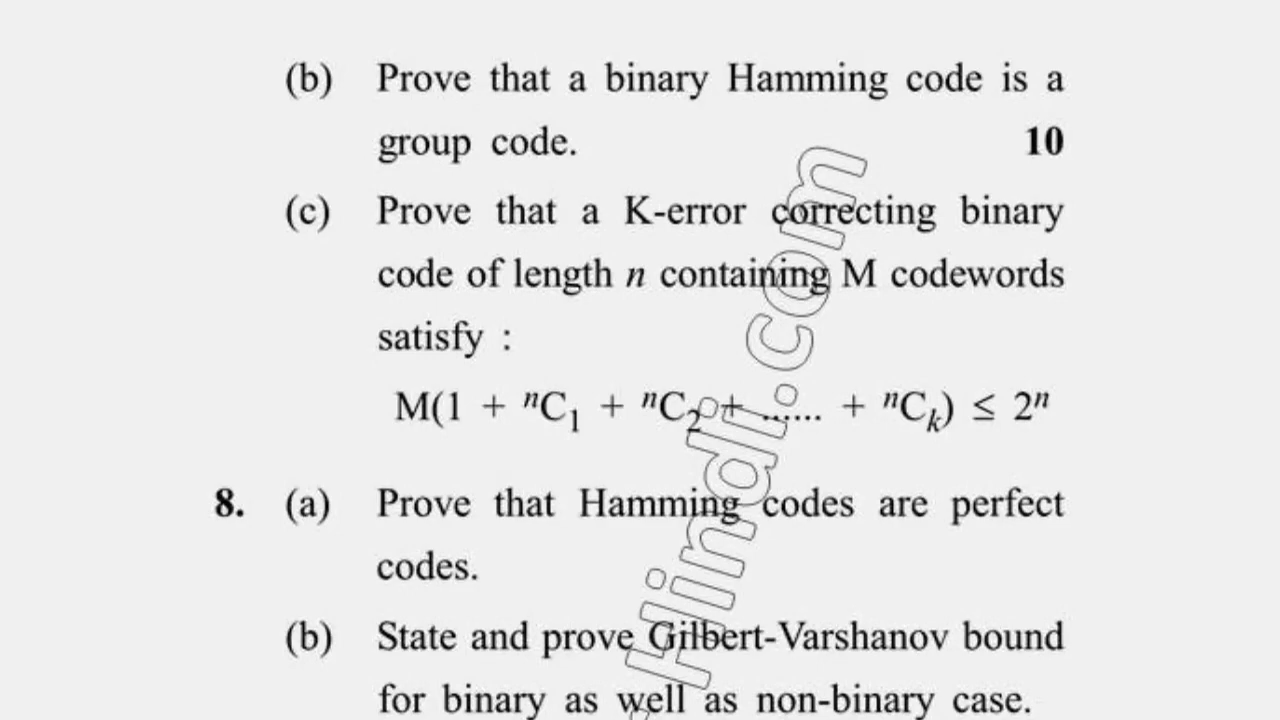 (b) Prove that a binary Hamming code is a
group code. 10
(c) Prove that a K-error correcting binary
code of length n containing M codewords
satisfy :
M(1 + ⁿC₁ + ⁿC₂ + ...... + ⁿCₖ) ≤ 2ⁿ
8. (a) Prove that Hamming codes are perfect
codes.
(b) State and prove Gilbert-Varshanov bound
for binary as well as non-binary case.
Hindi.com